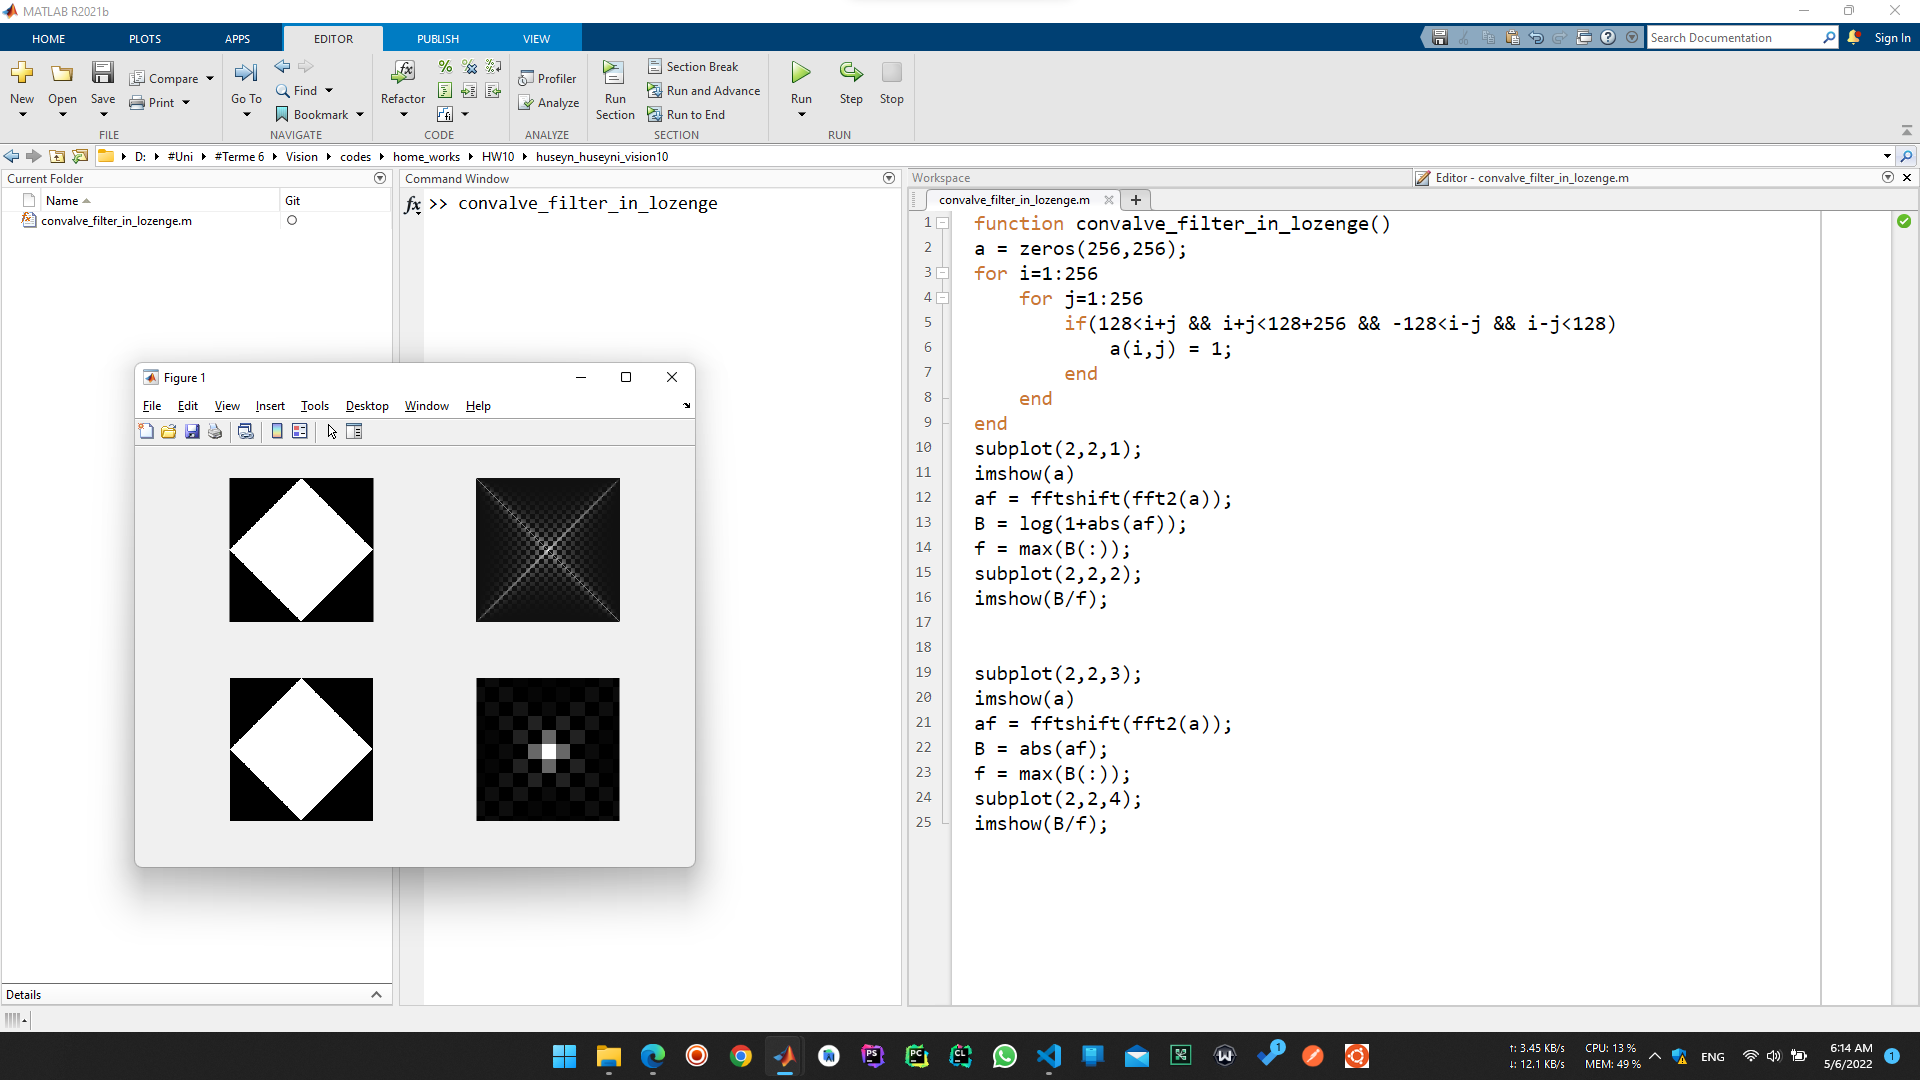 MATLAB R2021b
HOME PLOTS APPS EDITOR PUBLISH VIEW
Search Documentation
Sign In
New Open Save
Compare
Print
FILE
Go To
Find
Bookmark
NAVIGATE
Refactor
CODE
Profiler
Analyze
ANALYZE
Run Section
Section Break
Run and Advance
Run to End
SECTION
Run Step Stop
RUN
D: #Uni #Terme 6 Vision codes home_works HW10 huseyn_huseyni_vision10
Current Folder
Name Git
convalve_filter_in_lozenge.m
Details
Command Window
fx >> convalve_filter_in_lozenge
Figure 1
File Edit View Insert Tools Desktop Window Help
Workspace
Editor - convalve_filter_in_lozenge.m
convalve_filter_in_lozenge.m
1 function convalve_filter_in_lozenge()
2 a = zeros(256,256);
3 for i=1:256
4 for j=1:256
5 if(128<i+j && i+j<128+256 && -128<i-j && i-j<128)
6 a(i,j) = 1;
7 end
8 end
9 end
10 subplot(2,2,1);
11 imshow(a)
12 af = fftshift(fft2(a));
13 B = log(1+abs(af));
14 f = max(B(:));
15 subplot(2,2,2);
16 imshow(B/f);
17
18
19 subplot(2,2,3);
20 imshow(a)
21 af = fftshift(fft2(a));
22 B = abs(af);
23 f = max(B(:));
24 subplot(2,2,4);
25 imshow(B/f);
PS PC CL 1
↑: 3.45 KB/s
↓: 12.1 KB/s
CPU: 13 %
MEM: 49 %
ENG
6:14 AM
5/6/2022
1